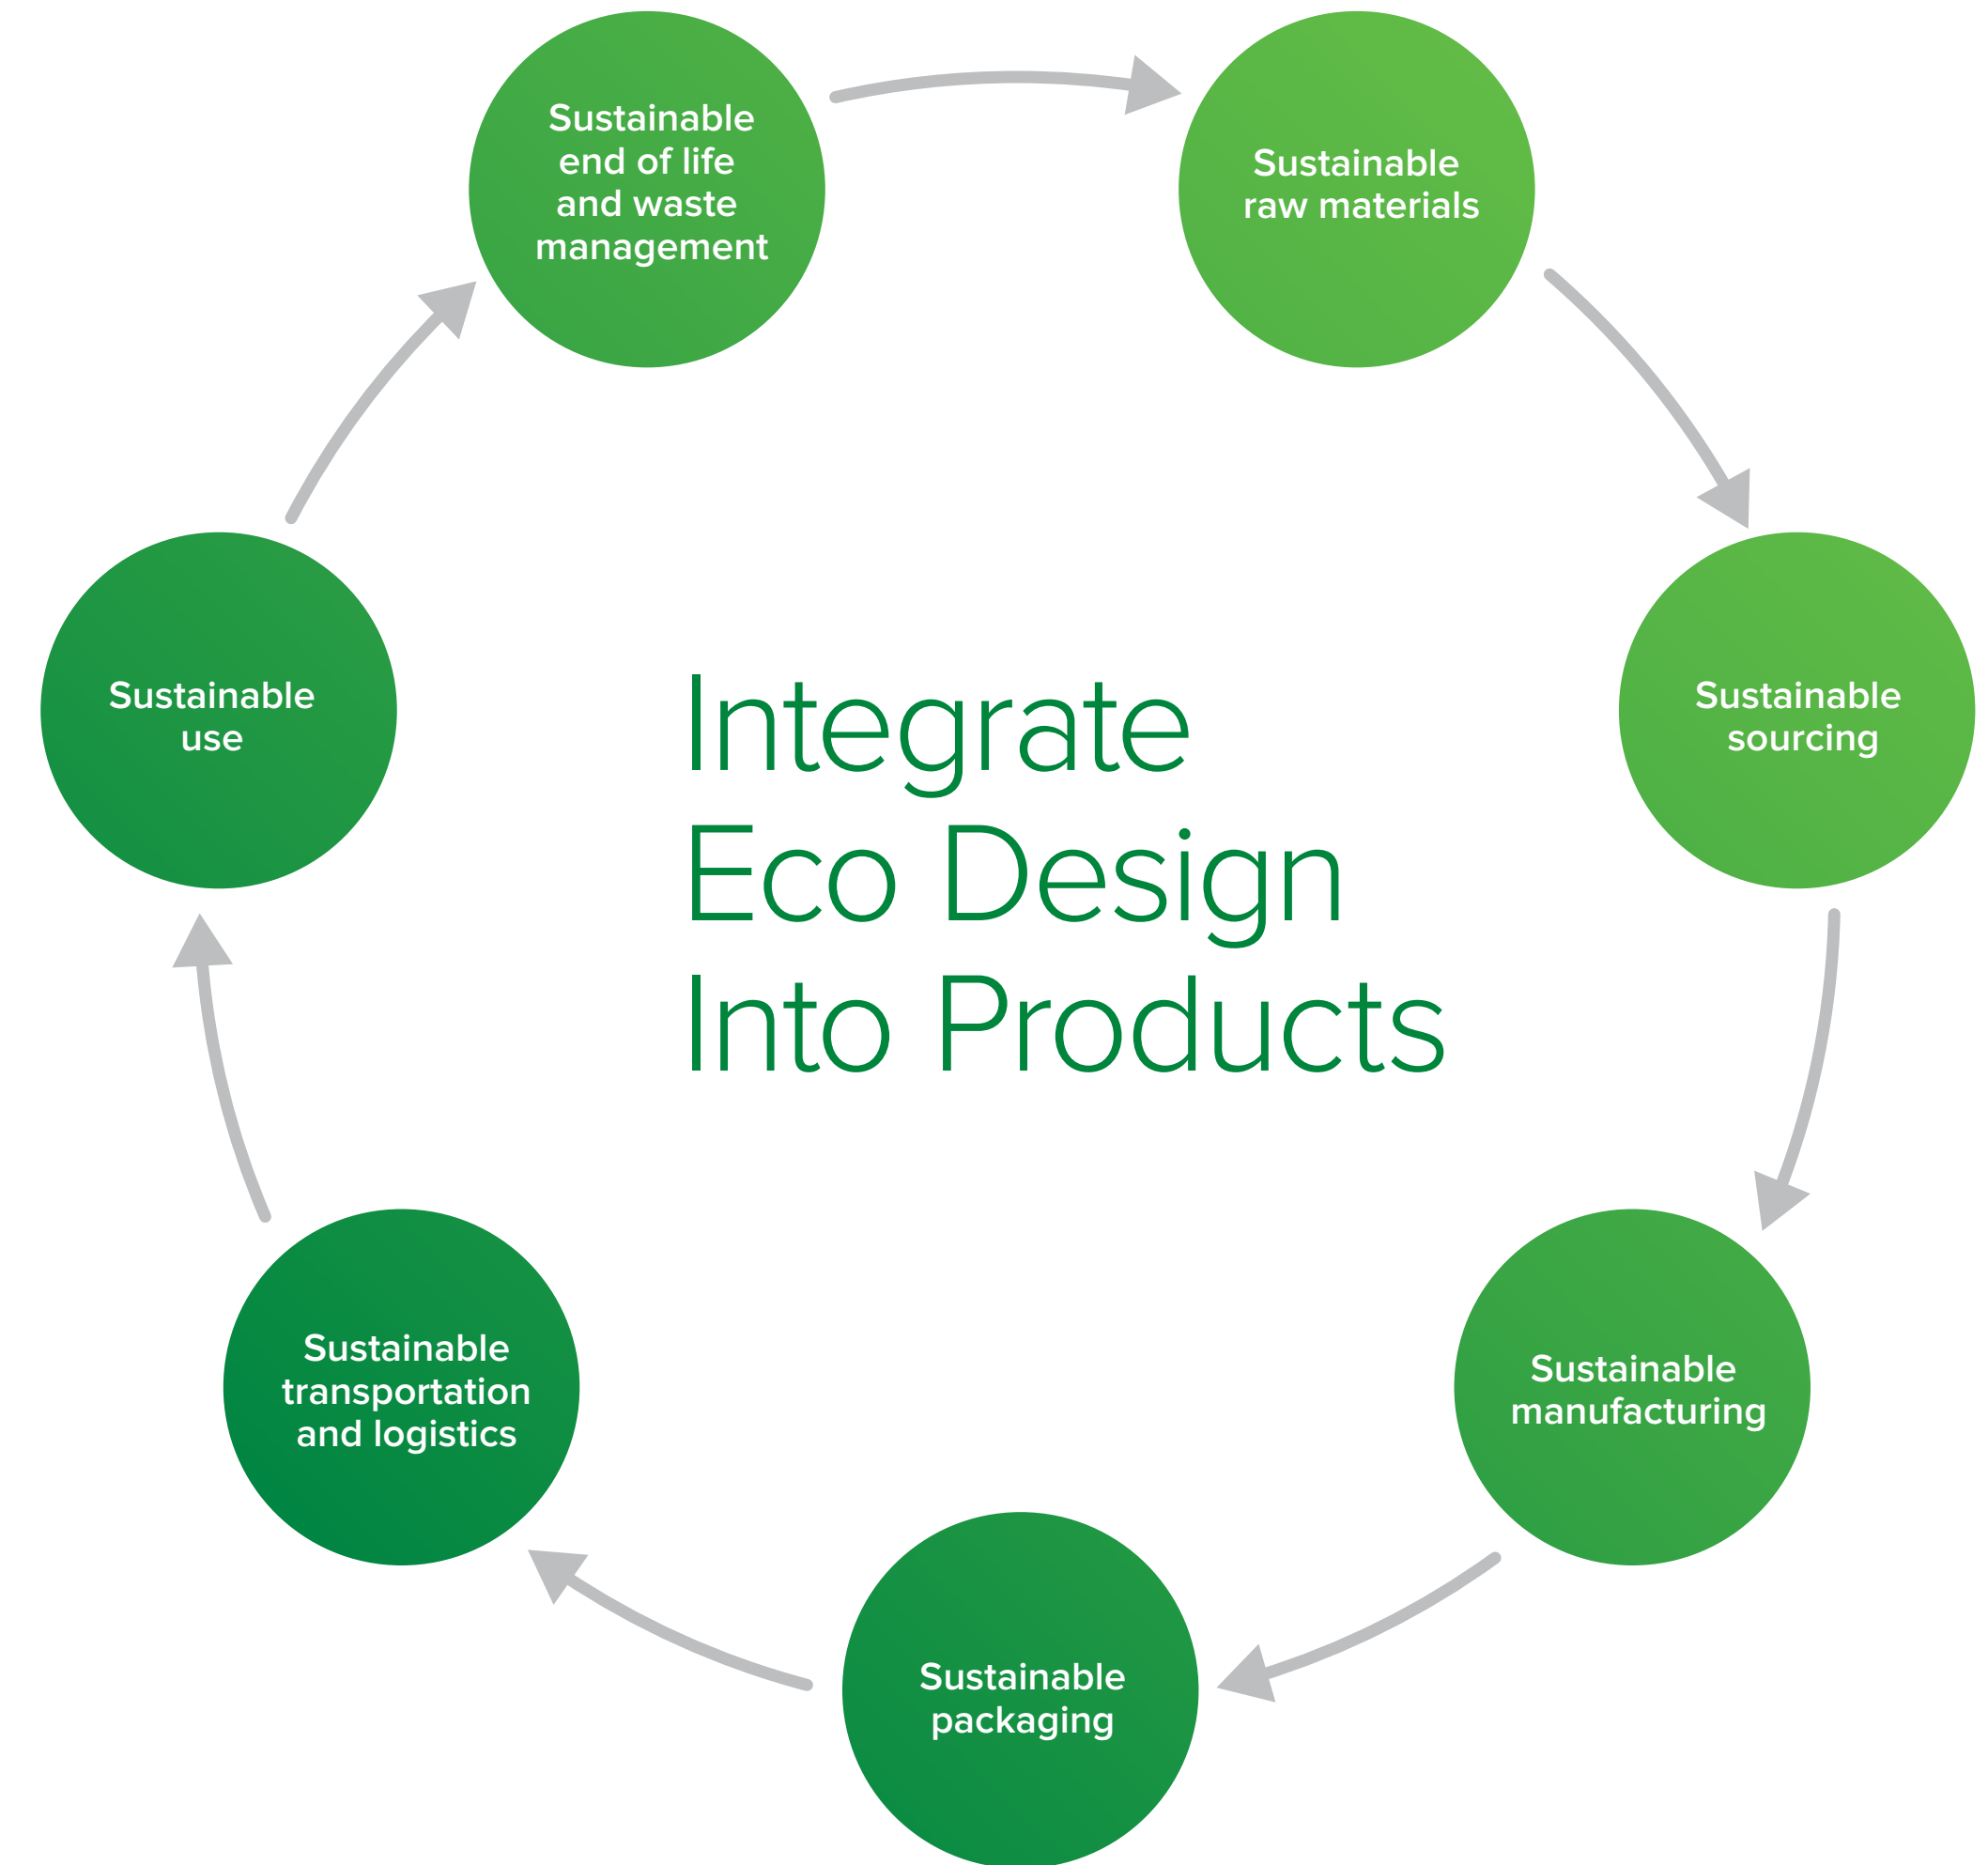 Sustainable
end of life
and waste
management
Sustainable
raw materials
Sustainable
sourcing
Sustainable
manufacturing
Sustainable
packaging
Sustainable
transportation
and logistics
Sustainable
use
Integrate
Eco Design
Into Products